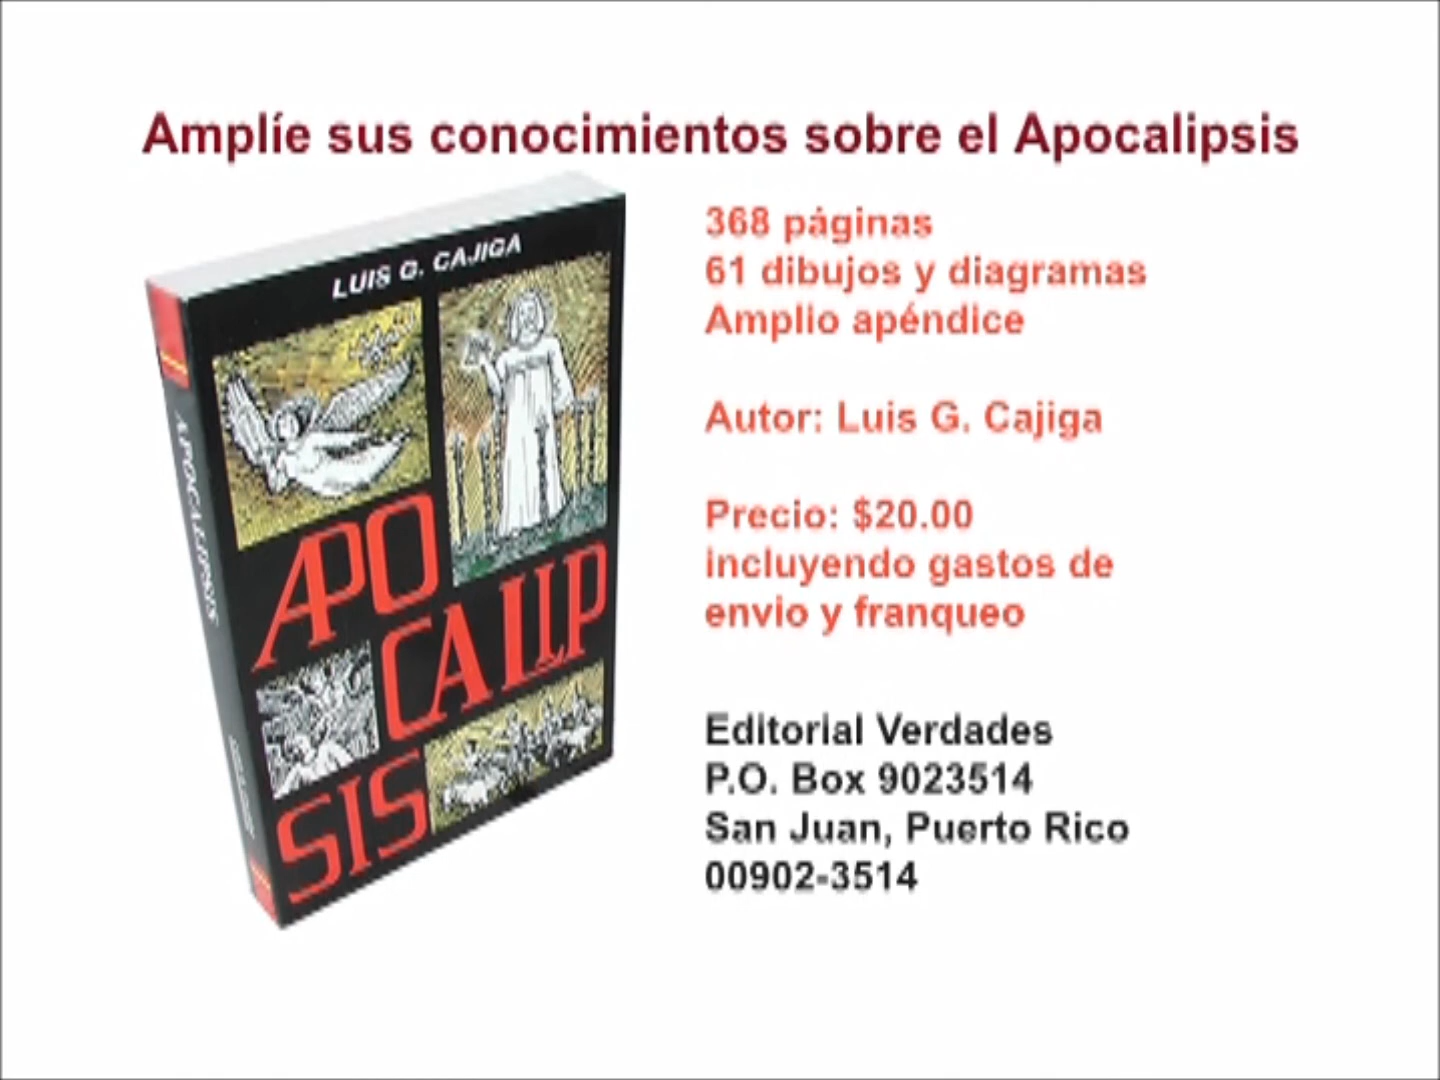 Amplíe sus conocimientos sobre el Apocalipsis
LUIS G. CAJIGA
APO
CALIP
SIS
APOCALIPSIS
368 páginas
61 dibujos y diagramas
Amplio apéndice
Autor: Luis G. Cajiga
Precio: $20.00
incluyendo gastos de
envio y franqueo
Editorial Verdades
P.O. Box 9023514
San Juan, Puerto Rico
00902-3514